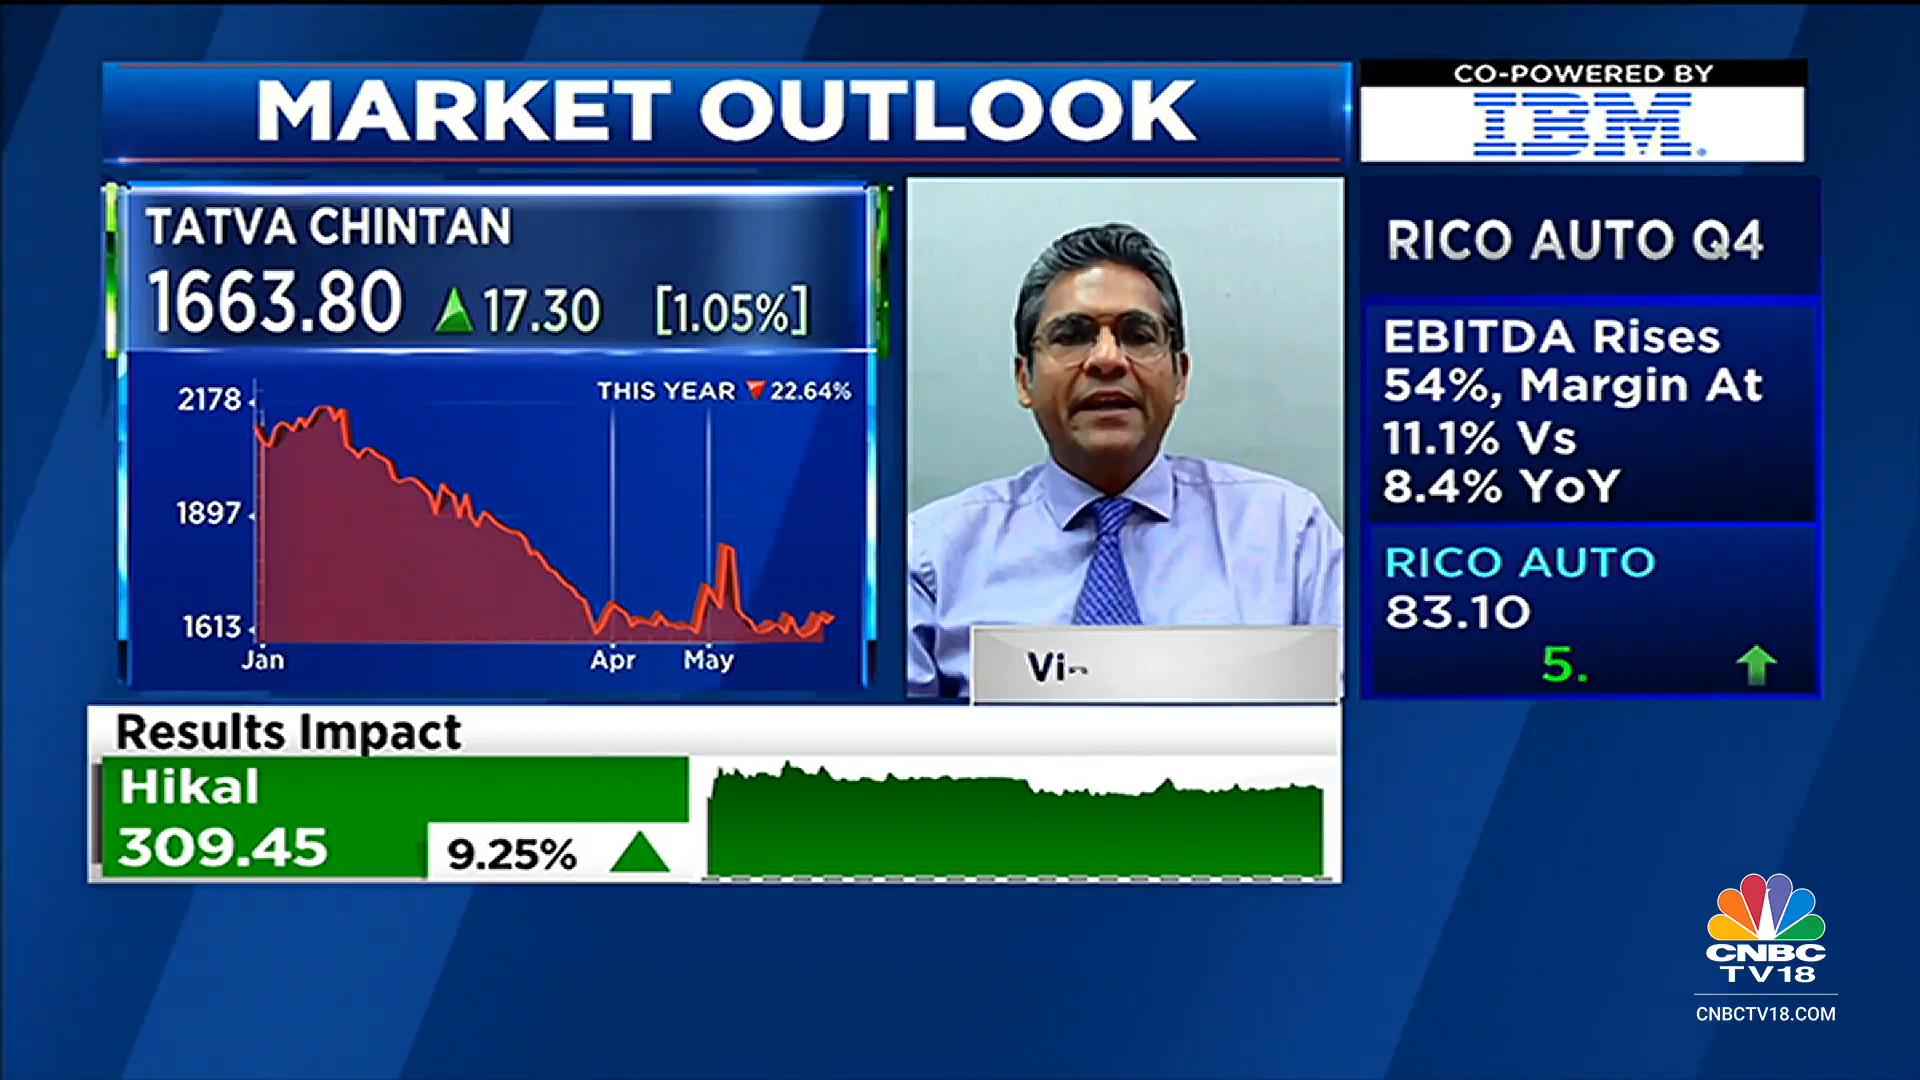 MARKET OUTLOOK
CO-POWERED BY
IBM
TATVA CHINTAN
1663.80 ▲17.30 [1.05%]
THIS YEAR ▼22.64%
2178
1897
1613
Jan Apr May
RICO AUTO Q4
EBITDA Rises
54%, Margin At
11.1% Vs
8.4% YoY
RICO AUTO
83.10
5.
Vi
Results Impact
Hikal
309.45
9.25%
CNBC
TV18
CNBCTV18.COM